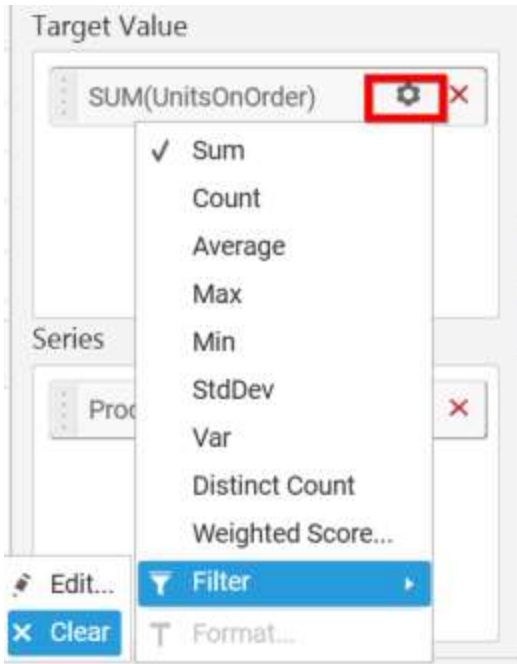 Target Value
SUM(UnitsOnOrder)
Sum
Count
Average
Max
Series
Min
StdDev
Proc
Var
Distinct Count
Weighted Score...
Edit...
Filter
Clear
Format...